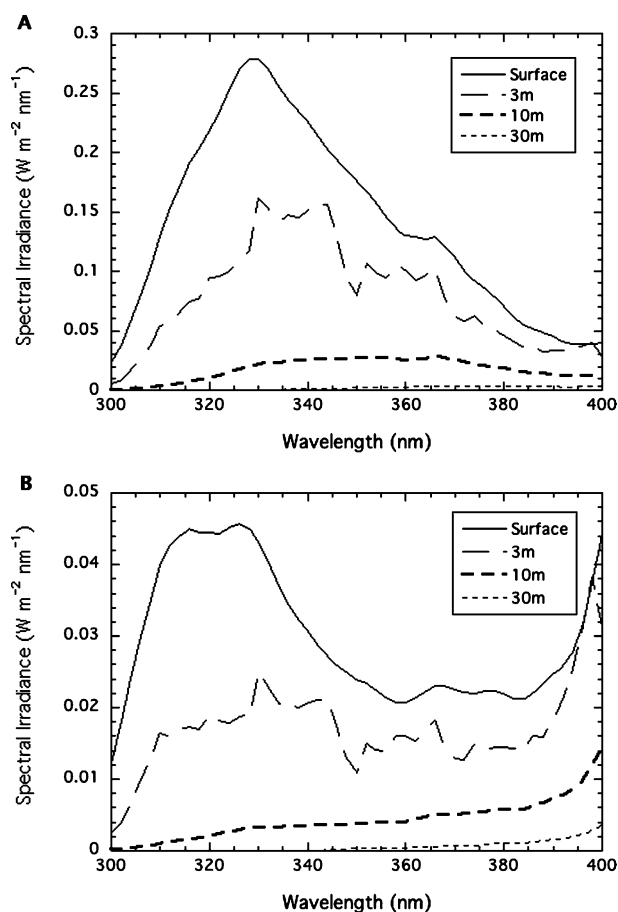 A
0.3
0.25
0.2
0.15
0.1
0.05
0
Spectral Irradiance (W m⁻² nm⁻¹)
Surface
3m
10m
30m
300 320 340 360 380 400
Wavelength (nm)
B
0.05
0.04
0.03
0.02
0.01
0
Spectral Irradiance (W m⁻² nm⁻¹)
Surface
3m
10m
30m
300 320 340 360 380 400
Wavelength (nm)